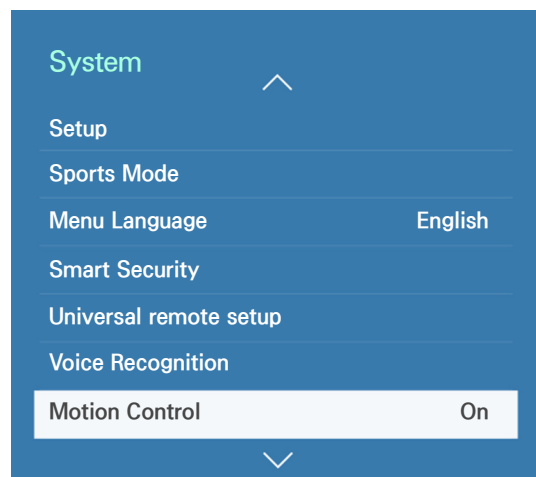 System
Setup
Sports Mode
Menu Language English
Smart Security
Universal remote setup
Voice Recognition
Motion Control On